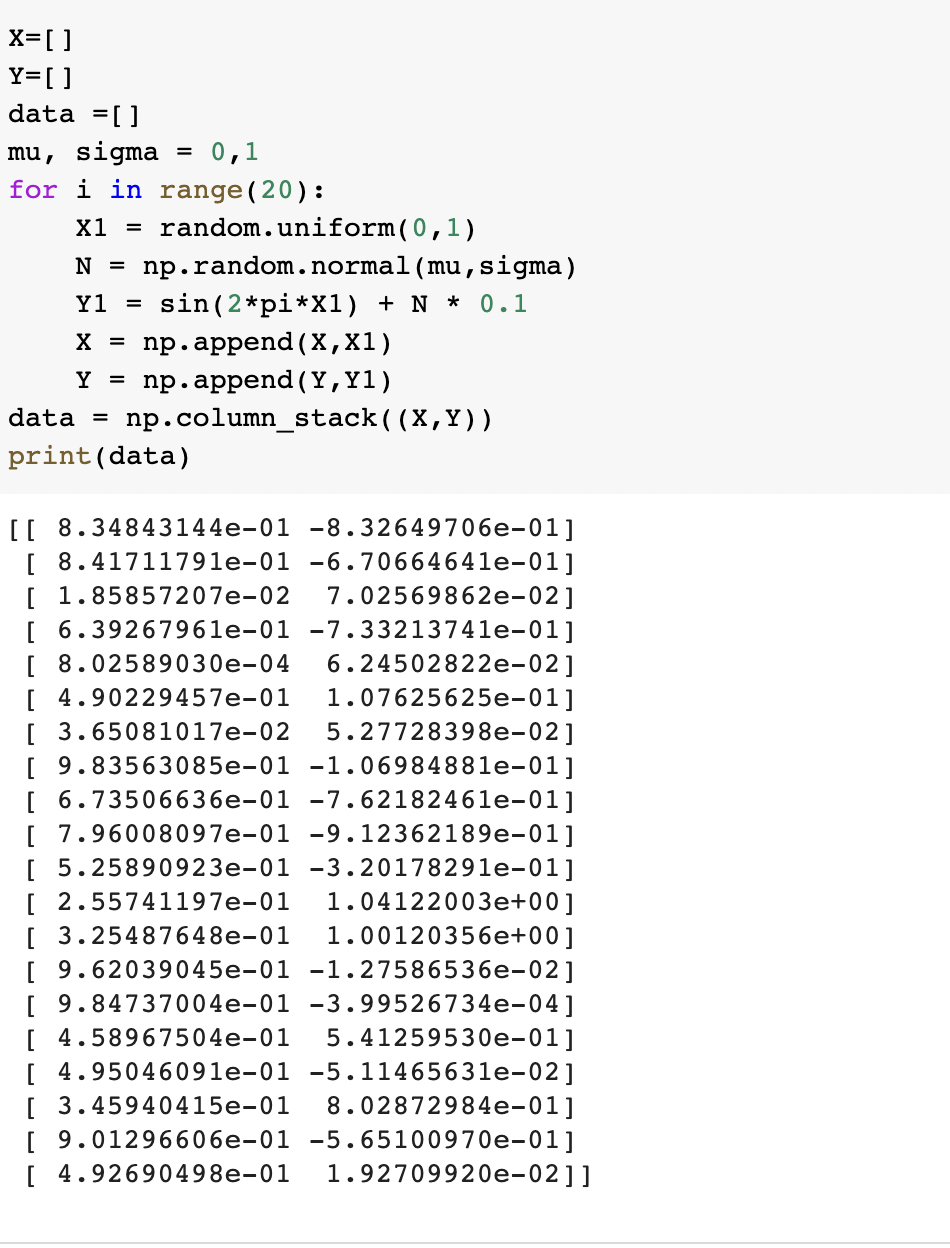 X=[]
Y=[]
data =[]
mu, sigma = 0,1
for i in range(20):
    X1 = random.uniform(0,1)
    N = np.random.normal(mu,sigma)
    Y1 = sin(2*pi*X1) + N * 0.1
    X = np.append(X,X1)
    Y = np.append(Y,Y1)
data = np.column_stack((X,Y))
print(data)
[[ 8.34843144e-01 -8.32649706e-01]
 [ 8.41711791e-01 -6.70664641e-01]
 [ 1.85857207e-02  7.02569862e-02]
 [ 6.39267961e-01 -7.33213741e-01]
 [ 8.02589030e-04  6.24502822e-02]
 [ 4.90229457e-01  1.07625625e-01]
 [ 3.65081017e-02  5.27728398e-02]
 [ 9.83563085e-01 -1.06984881e-01]
 [ 6.73506636e-01 -7.62182461e-01]
 [ 7.96008097e-01 -9.12362189e-01]
 [ 5.25890923e-01 -3.20178291e-01]
 [ 2.55741197e-01  1.04122003e+00]
 [ 3.25487648e-01  1.00120356e+00]
 [ 9.62039045e-01 -1.27586536e-02]
 [ 9.84737004e-01 -3.99526734e-04]
 [ 4.58967504e-01  5.41259530e-01]
 [ 4.95046091e-01 -5.11465631e-02]
 [ 3.45940415e-01  8.02872984e-01]
 [ 9.01296606e-01 -5.65100970e-01]
 [ 4.92690498e-01  1.92709920e-02]]